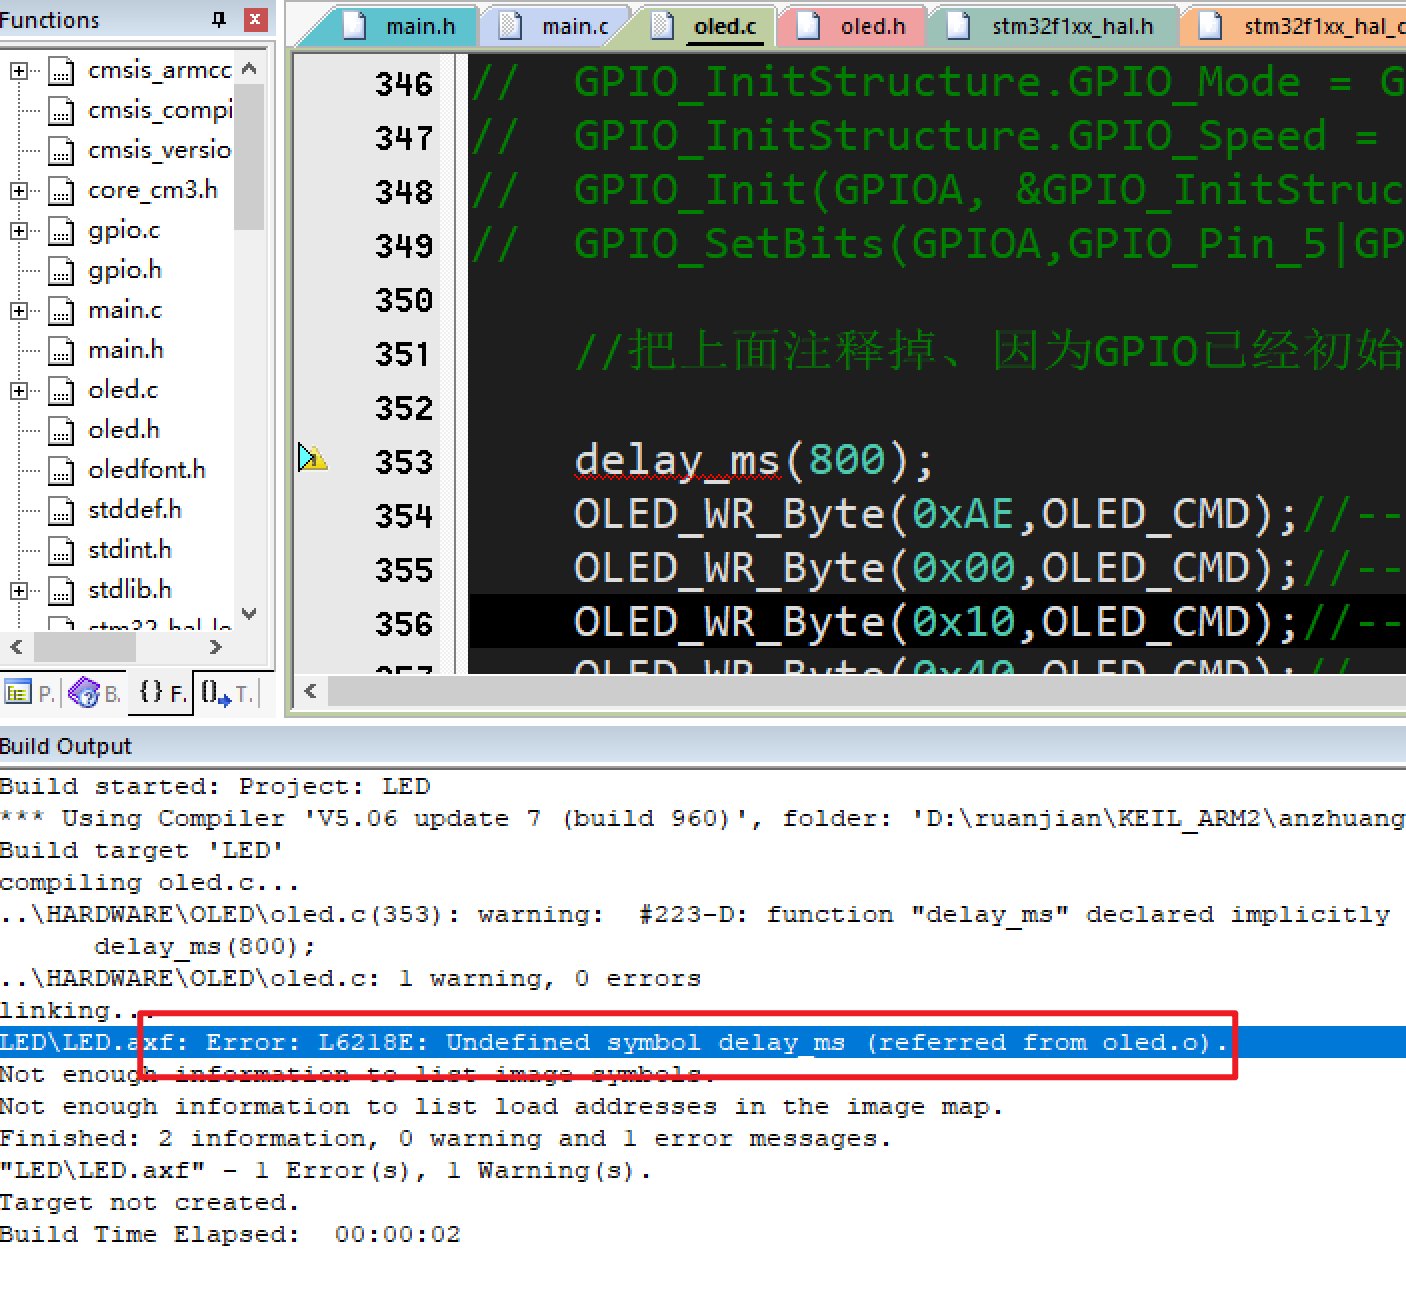 Functions
cmsis_armcc
cmsis_compi
cmsis_versio
core_cm3.h
gpio.c
gpio.h
main.c
main.h
oled.c
oled.h
oledfont.h
stddef.h
stdint.h
stdlib.h
P. B. {} F. T.
main.h main.c oled.c oled.h stm32f1xx_hal.h stm32f1xx_hal_c
346 // GPIO_InitStructure.GPIO_Mode = G
347 // GPIO_InitStructure.GPIO_Speed =
348 // GPIO_Init(GPIOA, &GPIO_InitStruc
349 // GPIO_SetBits(GPIOA,GPIO_Pin_5|GP
350
351 //把上面注释掉、因为GPIO已经初始
352
353 delay_ms(800);
354 OLED_WR_Byte(0xAE,OLED_CMD);//--
355 OLED_WR_Byte(0x00,OLED_CMD);//--
356 OLED_WR_Byte(0x10,OLED_CMD);//--
357 OLED_WR_Byte(0x40,OLED_CMD);//
Build Output
Build started: Project: LED
*** Using Compiler 'V5.06 update 7 (build 960)', folder: 'D:\ruanjian\KEIL_ARM2\anzhuang
Build target 'LED'
compiling oled.c...
..\HARDWARE\OLED\oled.c(353): warning:  #223-D: function "delay_ms" declared implicitly
delay_ms(800);
..\HARDWARE\OLED\oled.c: 1 warning, 0 errors
linking...
LED\LED.axf: Error: L6218E: Undefined symbol delay_ms (referred from oled.o).
Not enough information to list image symbols.
Not enough information to list load addresses in the image map.
Finished: 2 information, 0 warning and 1 error messages.
"LED\LED.axf" - 1 Error(s), 1 Warning(s).
Target not created.
Build Time Elapsed:  00:00:02